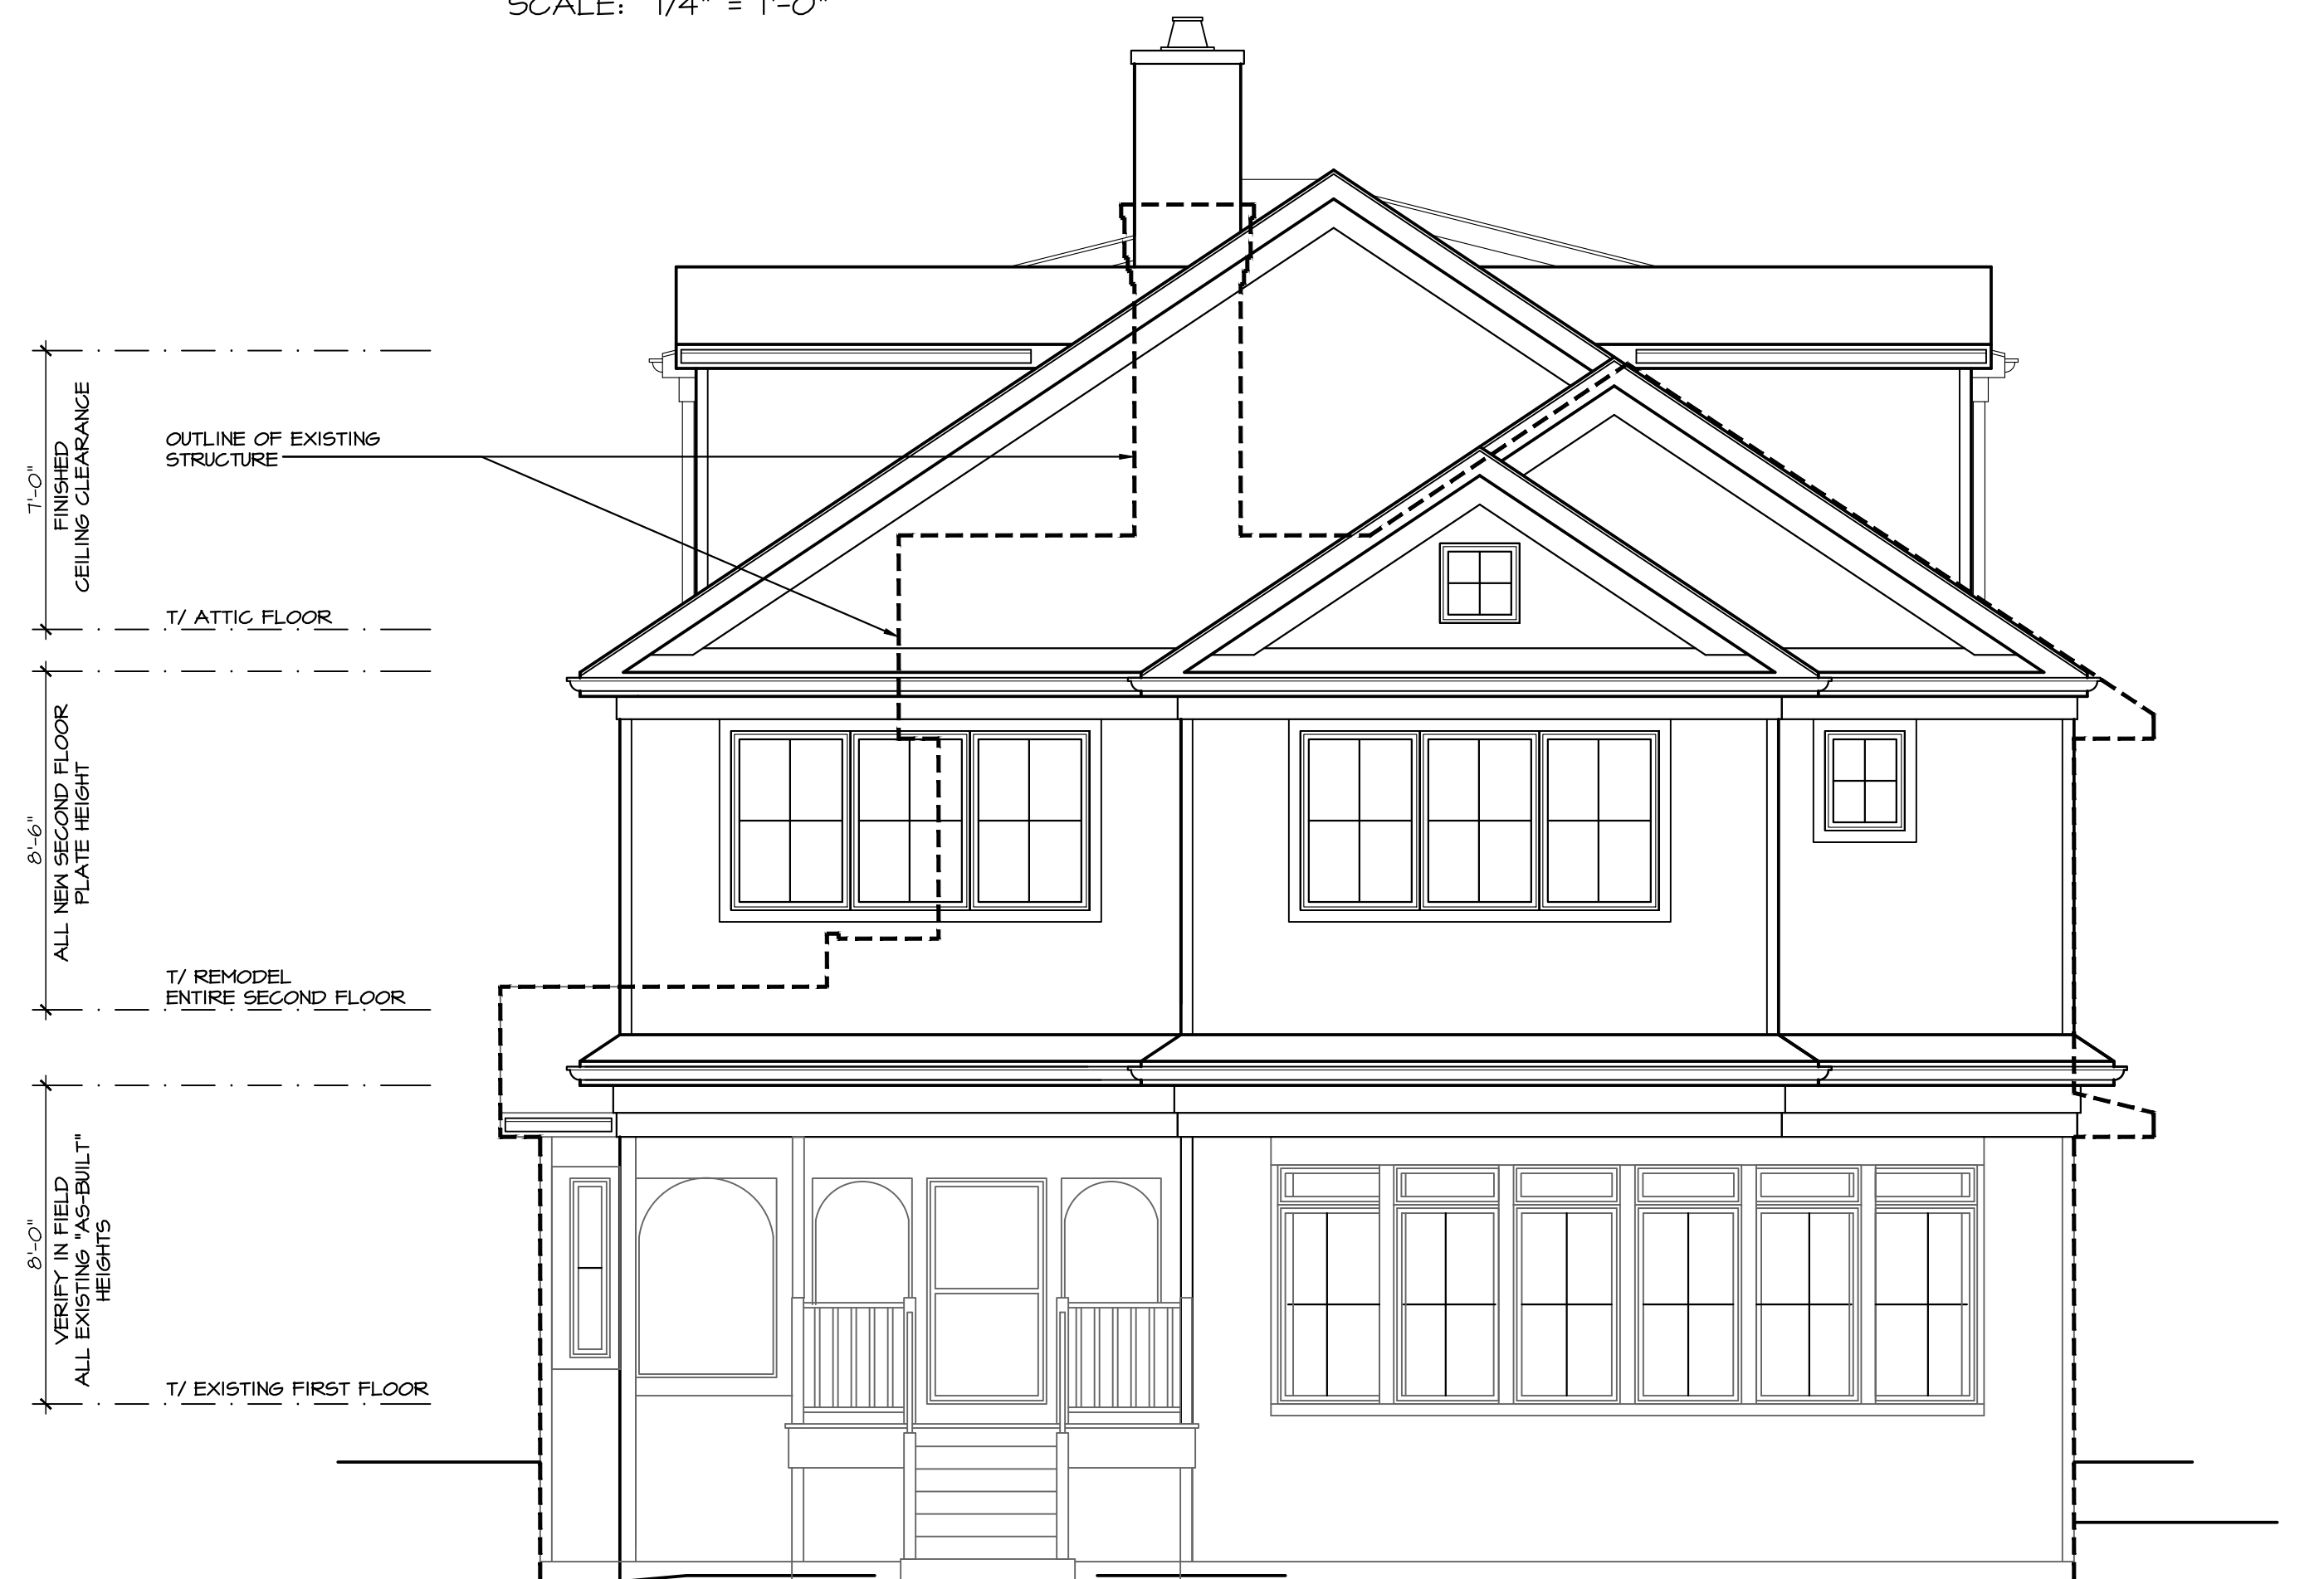 SCALE: 1/4" = 1'-0"
7'-0"
FINISHED
CEILING CLEARANCE
OUTLINE OF EXISTING
STRUCTURE
T/ ATTIC FLOOR
8'-6"
ALL NEW SECOND FLOOR
PLATE HEIGHT
T/ REMODEL
ENTIRE SECOND FLOOR
8'-0"
VERIFY IN FIELD
ALL EXISTING "AS-BUILT"
HEIGHTS
T/ EXISTING FIRST FLOOR